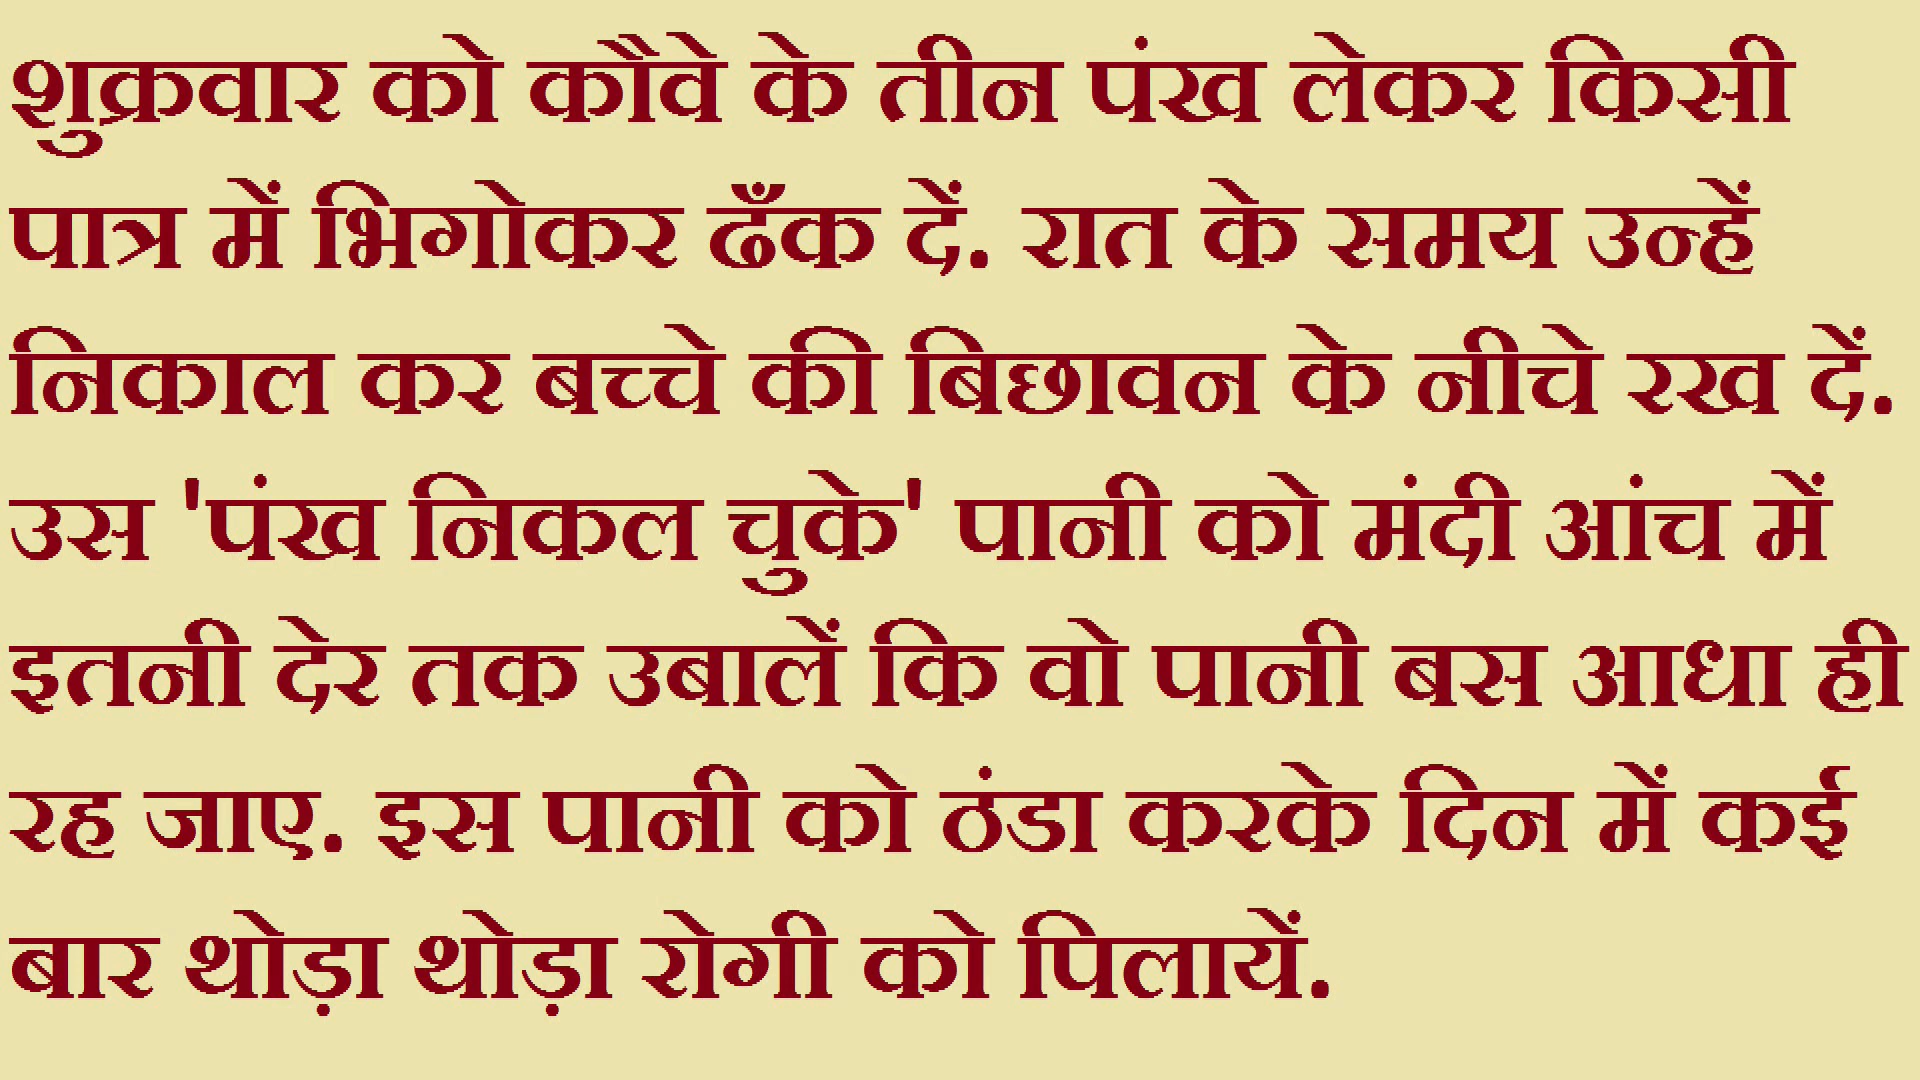 शुक्रवार को कौवे के तीन पंख लेकर किसी
पात्र में भिगोकर ढँक दें. रात के समय उन्हें
निकाल कर बच्चे की बिछावन के नीचे रख दें.
उस 'पंख निकल चुके' पानी को मंदी आंच में
इतनी देर तक उबालें कि वो पानी बस आधा ही
रह जाए. इस पानी को ठंडा करके दिन में कई
बार थोड़ा थोड़ा रोगी को पिलायें.